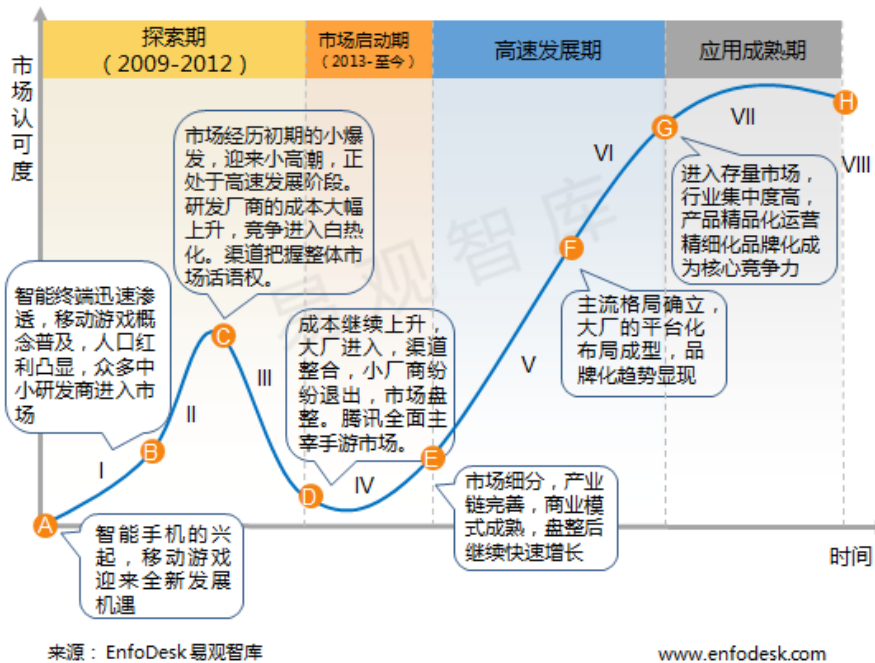 探索期
（2009-2012）
市场启动期
（2013-至今）
高速发展期
应用成熟期
市场认可度
市场经历初期的小爆
发，迎来小高潮，正
处于高速发展阶段。
研发厂商的成本大幅
上升，竞争进入白热
化。渠道把握整体市
场话语权。
智能终端迅速渗
透，移动游戏概
念普及，人口红
利凸显，众多中
小研发商进入市
场
成本继续上升，
大厂进入，渠道
整合，小厂商纷
纷退出，市场盘
整。腾讯全面主
宰手游市场。
主流格局确立，
大厂的平台化
布局成型，品
牌化趋势显现
进入存量市场，
行业集中度高，
产品精品化运营
精细化品牌化成
为核心竞争力
智能手机的兴
起，移动游戏
迎来全新发展
机遇
市场细分，产业
链完善，商业模
式成熟，盘整后
继续快速增长
A
B
C
D
E
F
G
H
I
II
III
IV
V
VI
VII
VIII
时间
易观智库
来源：EnfoDesk 易观智库
www.enfodesk.com